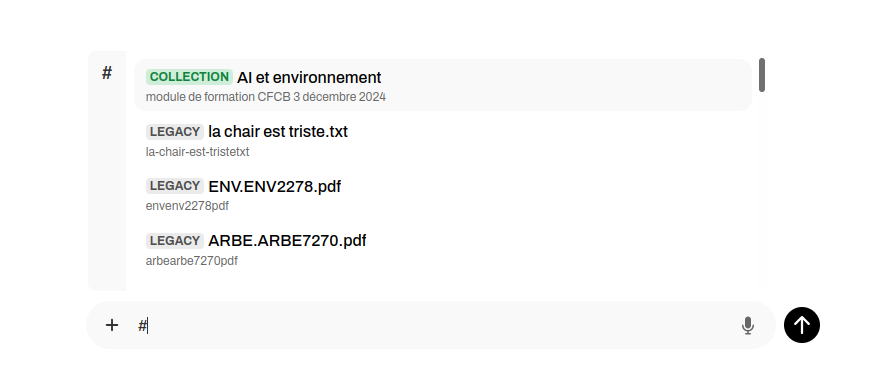 #
COLLECTION AI et environnement
module de formation CFCB 3 décembre 2024
LEGACY la chair est triste.txt
la-chair-est-tristetxt
LEGACY ENV.ENV2278.pdf
envenv2278pdf
LEGACY ARBE.ARBE7270.pdf
arbearbe7270pdf
+ #